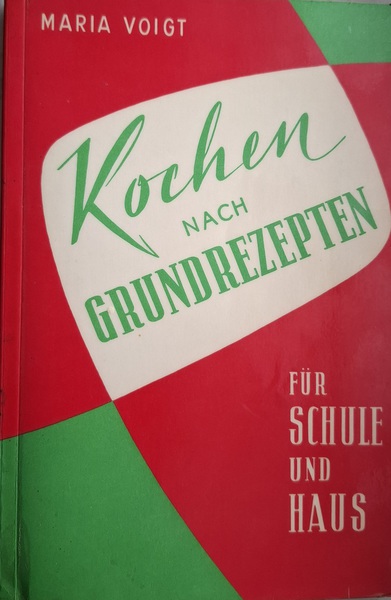 MARIA VOIGT
Kochen
NACH
GRUNDREZEPTEN
FÜR
SCHULE
UND
HAUS